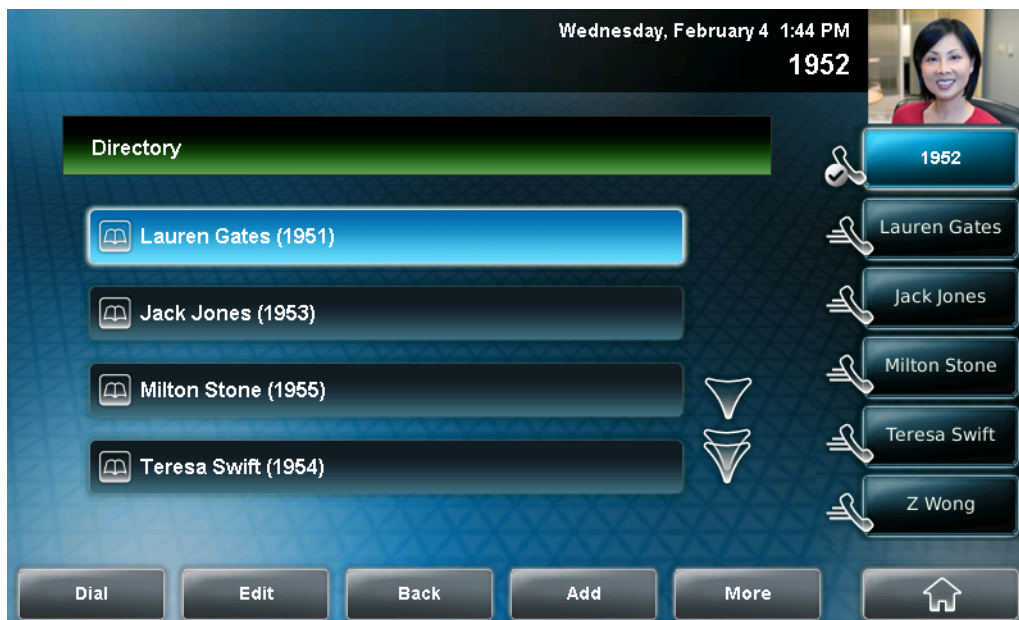 Wednesday, February 4 1:44 PM
1952
Directory
Lauren Gates (1951)
Jack Jones (1953)
Milton Stone (1955)
Teresa Swift (1954)
1952
Lauren Gates
Jack Jones
Milton Stone
Teresa Swift
Z Wong
Dial
Edit
Back
Add
More